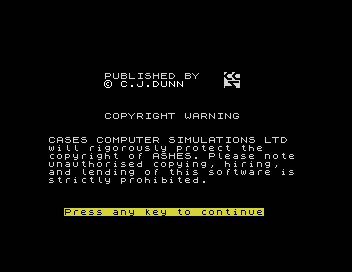 PUBLISHED BY CCS
© C.J.DUNN
COPYRIGHT WARNING
CASES COMPUTER SIMULATIONS LTD
will rigorously protect the
copyright of ASHES. Please note
unauthorised copying, hiring,
and lending of this software is
strictly prohibited.
Press any key to continue